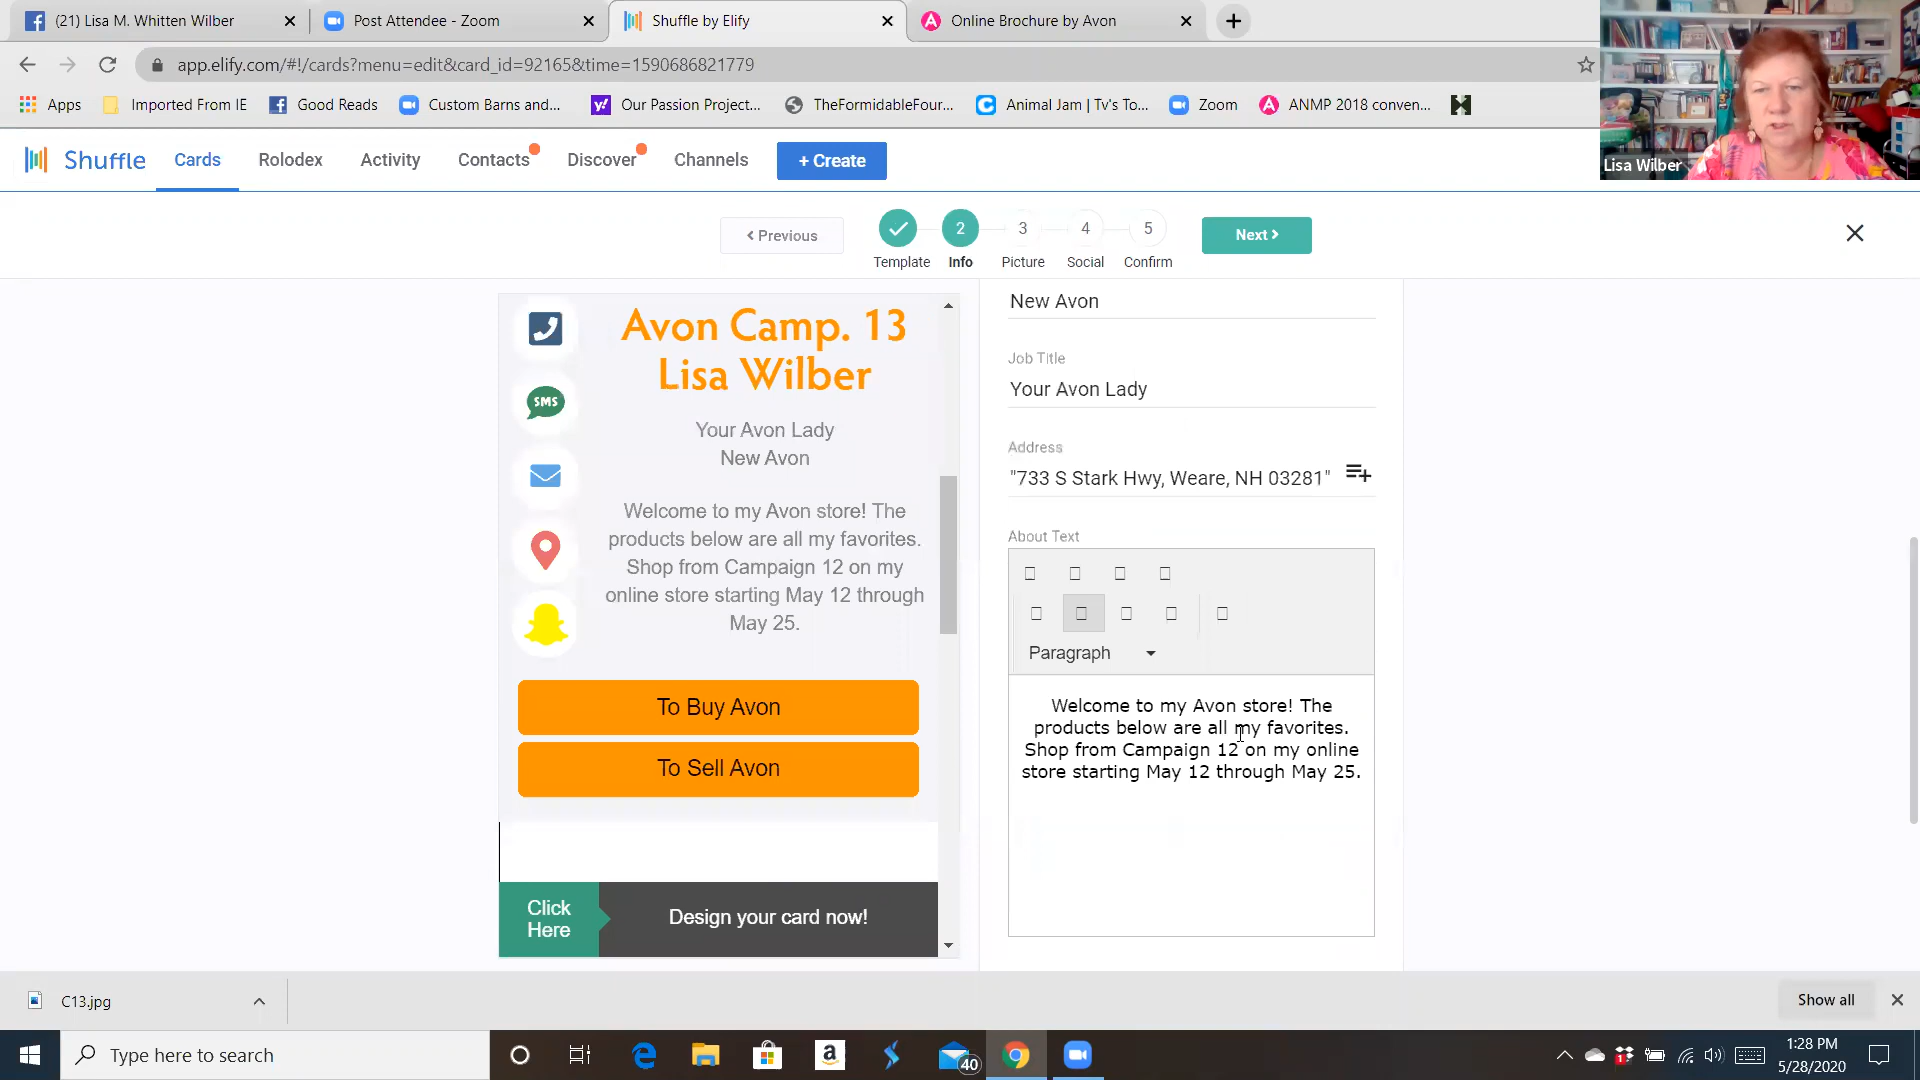 (21) Lisa M. Whitten Wilber
Post Attendee - Zoom
Shuffle by Elify
Online Brochure by Avon
app.elify.com/#!/cards?menu=edit&card_id=92165&time=1590686821779
Apps
Imported From IE
Good Reads
Custom Barns and...
Our Passion Project...
TheFormidableFour...
Animal Jam | Tv's To...
Zoom
ANMP 2018 conven...
Lisa Wilber
Shuffle
Cards
Rolodex
Activity
Contacts
Discover
Channels
+ Create
Previous
2
3
4
5
Template
Info
Picture
Social
Confirm
Next
Avon Camp. 13
Lisa Wilber
SMS
Your Avon Lady
New Avon
Welcome to my Avon store! The
products below are all my favorites.
Shop from Campaign 12 on my
online store starting May 12 through
May 25.
To Buy Avon
To Sell Avon
Click
Here
Design your card now!
New Avon
Job Title
Your Avon Lady
Address
"733 S Stark Hwy, Weare, NH 03281"
About Text
Paragraph
Welcome to my Avon store! The
products below are all my favorites.
Shop from Campaign 12 on my online
store starting May 12 through May 25.
C13.jpg
Show all
Type here to search
40
1:28 PM
5/28/2020